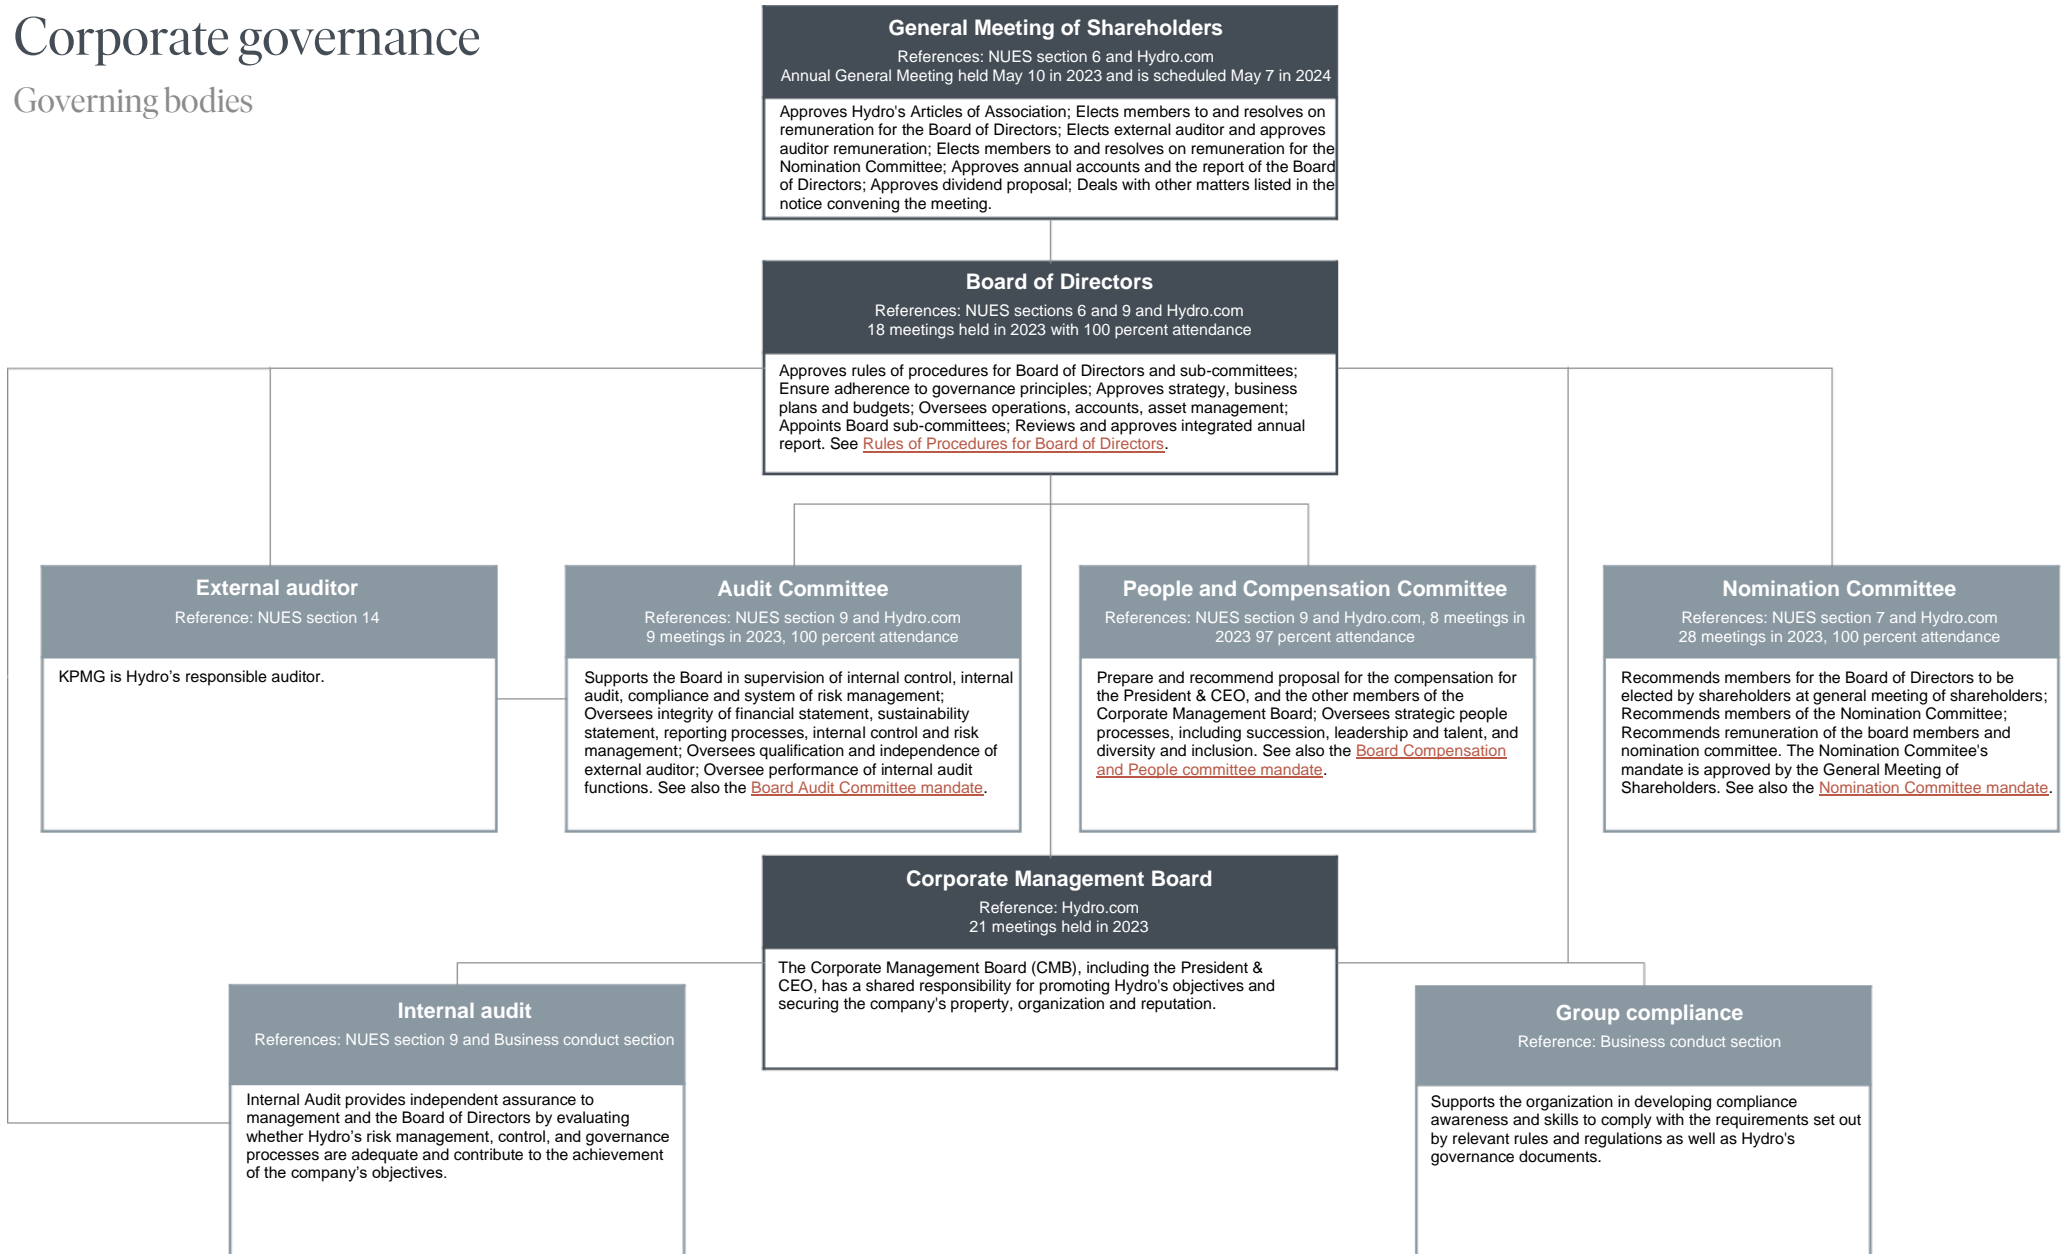 Corporate governance
Governing bodies
General Meeting of Shareholders
References: NUES section 6 and Hydro.com
Annual General Meeting held May 10 in 2023 and is scheduled May 7 in 2024
Approves Hydro's Articles of Association; Elects members to and resolves on
remuneration for the Board of Directors; Elects external auditor and approves
auditor remuneration; Elects members to and resolves on remuneration for the
Nomination Committee; Approves annual accounts and the report of the Board
of Directors; Approves dividend proposal; Deals with other matters listed in the
notice convening the meeting.
Board of Directors
References: NUES sections 6 and 9 and Hydro.com
18 meetings held in 2023 with 100 percent attendance
Approves rules of procedures for Board of Directors and sub-committees;
Ensure adherence to governance principles; Approves strategy, business
plans and budgets; Oversees operations, accounts, asset management;
Appoints Board sub-committees; Reviews and approves integrated annual
report. See Rules of Procedures for Board of Directors.
External auditor
Reference: NUES section 14
KPMG is Hydro’s responsible auditor.
Audit Committee
References: NUES section 9 and Hydro.com
9 meetings in 2023, 100 percent attendance
Supports the Board in supervision of internal control, internal
audit, compliance and system of risk management;
Oversees integrity of financial statement, sustainability
statement, reporting processes, internal control and risk
management; Oversees qualification and independence of
external auditor; Oversee performance of internal audit
functions. See also the Board Audit Committee mandate.
People and Compensation Committee
References: NUES section 9 and Hydro.com, 8 meetings in
2023 97 percent attendance
Prepare and recommend proposal for the compensation for
the President & CEO, and the other members of the
Corporate Management Board; Oversees strategic people
processes, including succession, leadership and talent, and
diversity and inclusion. See also the Board Compensation
and People committee mandate.
Nomination Committee
References: NUES section 7 and Hydro.com
28 meetings in 2023, 100 percent attendance
Recommends members for the Board of Directors to be
elected by shareholders at general meeting of shareholders;
Recommends members of the Nomination Committee;
Recommends remuneration of the board members and
nomination committee. The Nomination Commitee's
mandate is approved by the General Meeting of
Shareholders. See also the Nomination Committee mandate.
Corporate Management Board
Reference: Hydro.com
21 meetings held in 2023
The Corporate Management Board (CMB), including the President &
CEO, has a shared responsibility for promoting Hydro's objectives and
securing the company’s property, organization and reputation.
Internal audit
References: NUES section 9 and Business conduct section
Internal Audit provides independent assurance to
management and the Board of Directors by evaluating
whether Hydro’s risk management, control, and governance
processes are adequate and contribute to the achievement
of the company’s objectives.
Group compliance
Reference: Business conduct section
Supports the organization in developing compliance
awareness and skills to comply with the requirements set out
by relevant rules and regulations as well as Hydro's
governance documents.